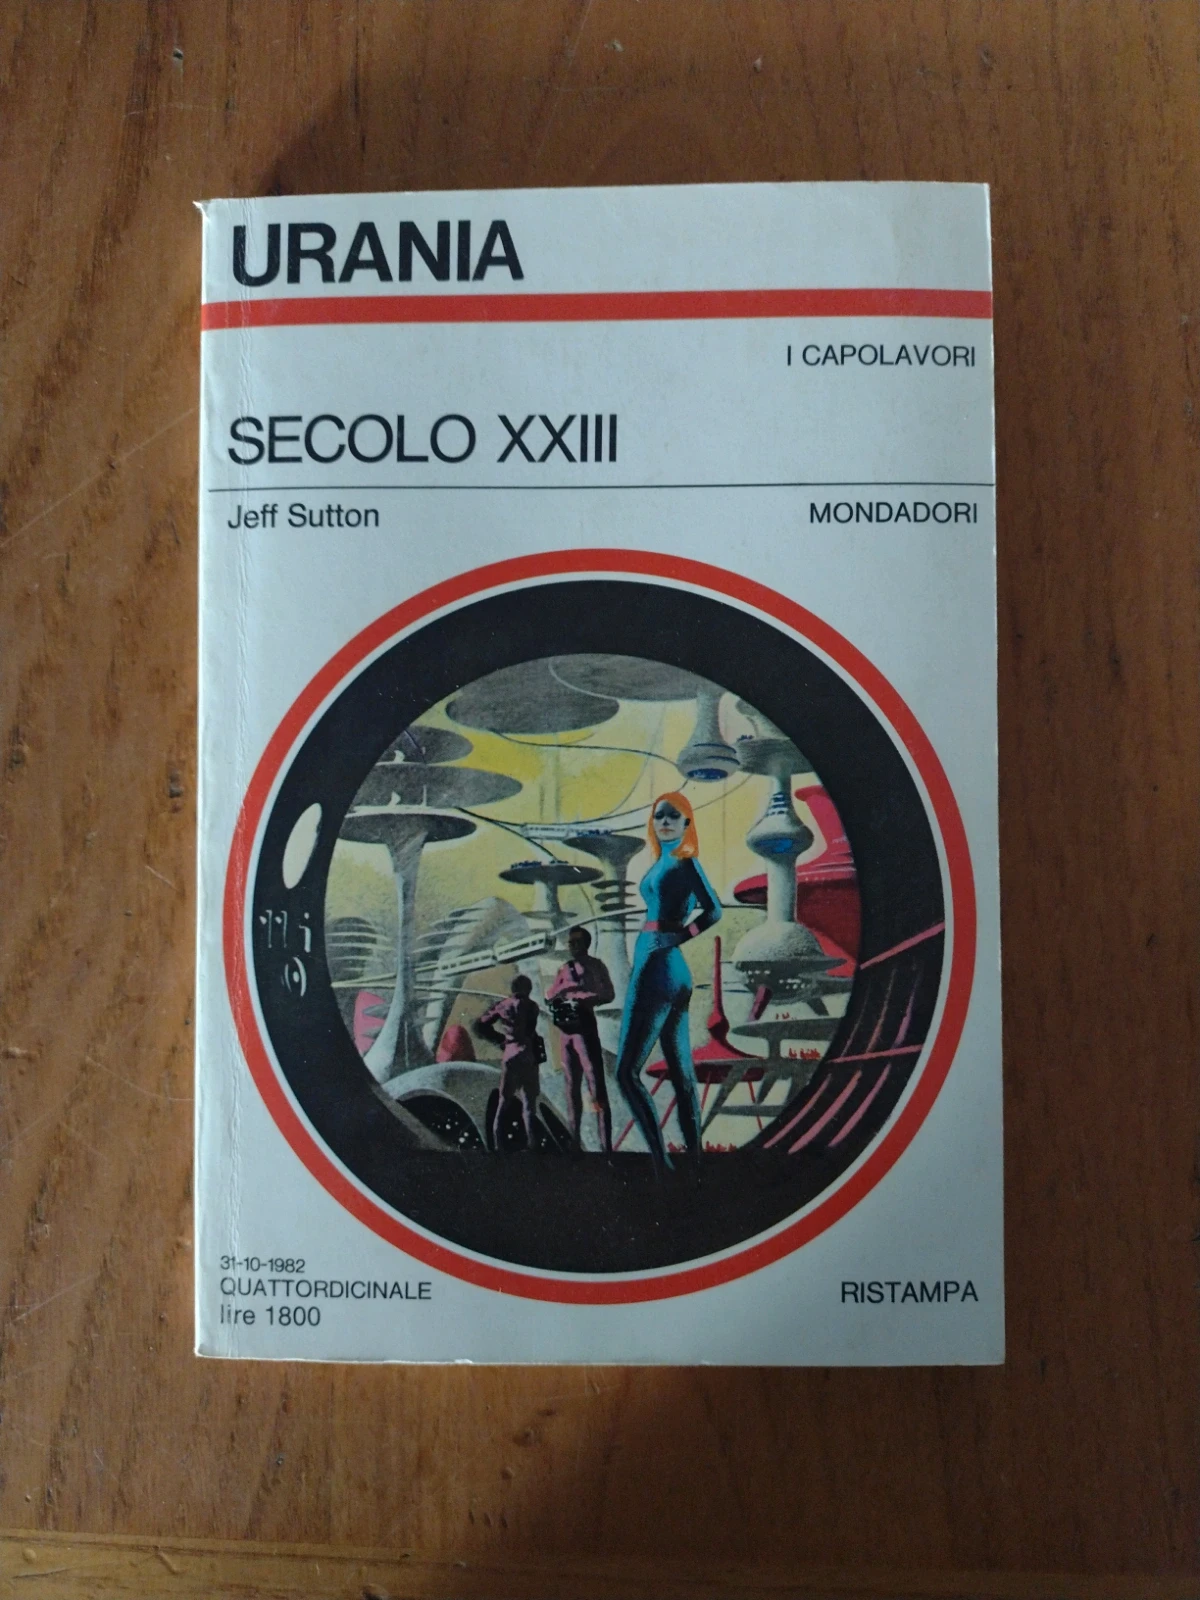 URANIA
I CAPOLAVORI
SECOLO XXIII
Jeff Sutton
MONDADORI
31-10-1982
QUATTORDICINALE
lire 1800
RISTAMPA